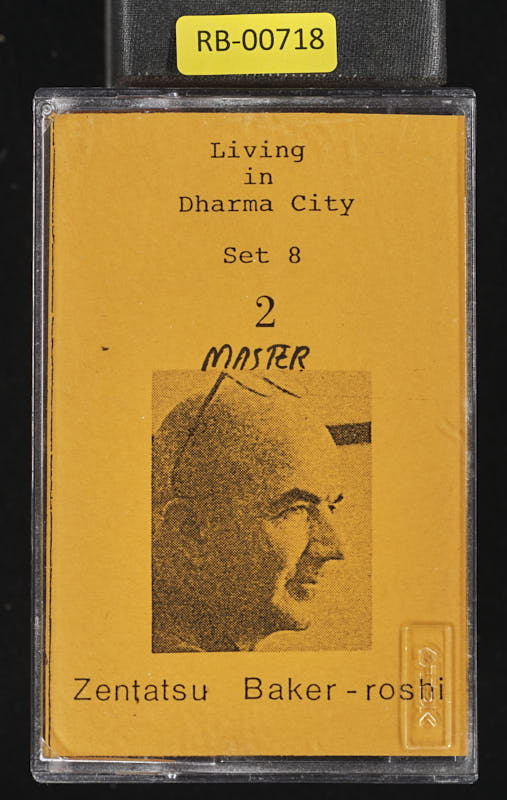 RB-00718
Living
in
Dharma City
Set 8
2
MASTER
Zentatsu Baker-roshi